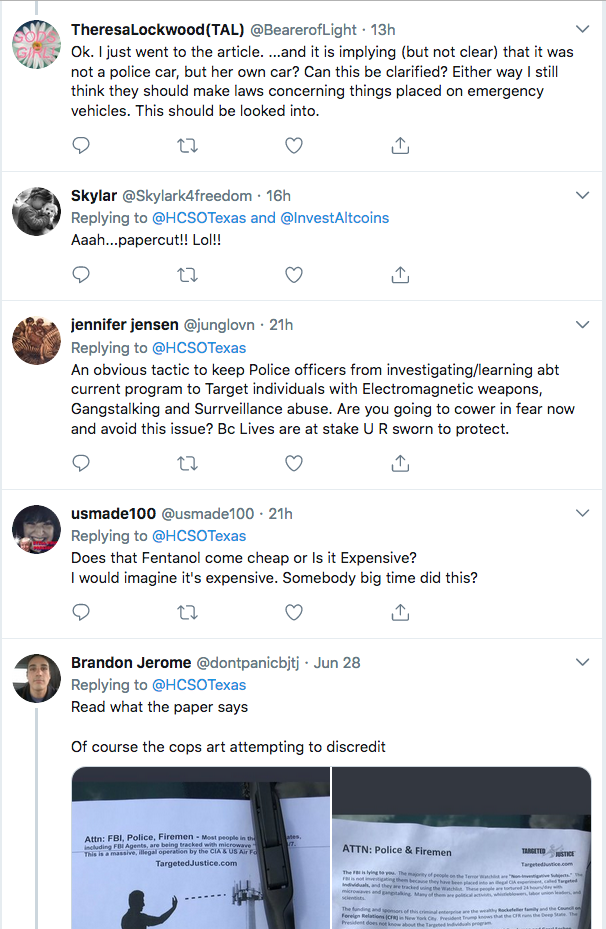 GODS
GIRL
TheresaLockwood(TAL) @BearerofLight · 13h
Ok. I just went to the article. ...and it is implying (but not clear) that it was
not a police car, but her own car? Can this be clarified? Either way I still
think they should make laws concerning things placed on emergency
vehicles. This should be looked into.
Skylar @Skylark4freedom · 16h
Replying to @HCSOTexas and @InvestAltcoins
Aaah...papercut!! Lol!!
jennifer jensen @junglovn · 21h
Replying to @HCSOTexas
An obvious tactic to keep Police officers from investigating/learning abt
current program to Target individuals with Electromagnetic weapons,
Gangstalking and Surrveillance abuse. Are you going to cower in fear now
and avoid this issue? Bc Lives are at stake U R sworn to protect.
usmade100 @usmade100 · 21h
Replying to @HCSOTexas
Does that Fentanol come cheap or Is it Expensive?
I would imagine it's expensive. Somebody big time did this?
Brandon Jerome @dontpanicbjtj · Jun 28
Replying to @HCSOTexas
Read what the paper says
Of course the cops art attempting to discredit
Attn: FBI, Police, Firemen - Most people in
including FBI Agents, are being tracked with microwave
This is a massive, illegal operation by the CIA & US Air
TargetedJustice.com
ATTN: Police & Firemen
TARGETED JUSTICE
TargetedJustice.com
The FBI is lying to you. The majority of people on the Terror Watchlist are "Non-Investigative Subjects." The
FBI is not investigating them because they have been placed into an illegal CIA experiment, called Targeted
Individuals, and they are tracked using the Watchlist. These people are tortured 24 hours/day with
microwaves and gangstalking. Many of them are political activists, whistleblowers, labor union leaders, and
scientists.
The funding and sponsors of this criminal enterprise are the wealthy Rockefeller family and the Council on
Foreign Relations (CFR) in New York City. President Trump knows that the CFR runs the Deep State. The
President does not know about the Targeted Individuals program.